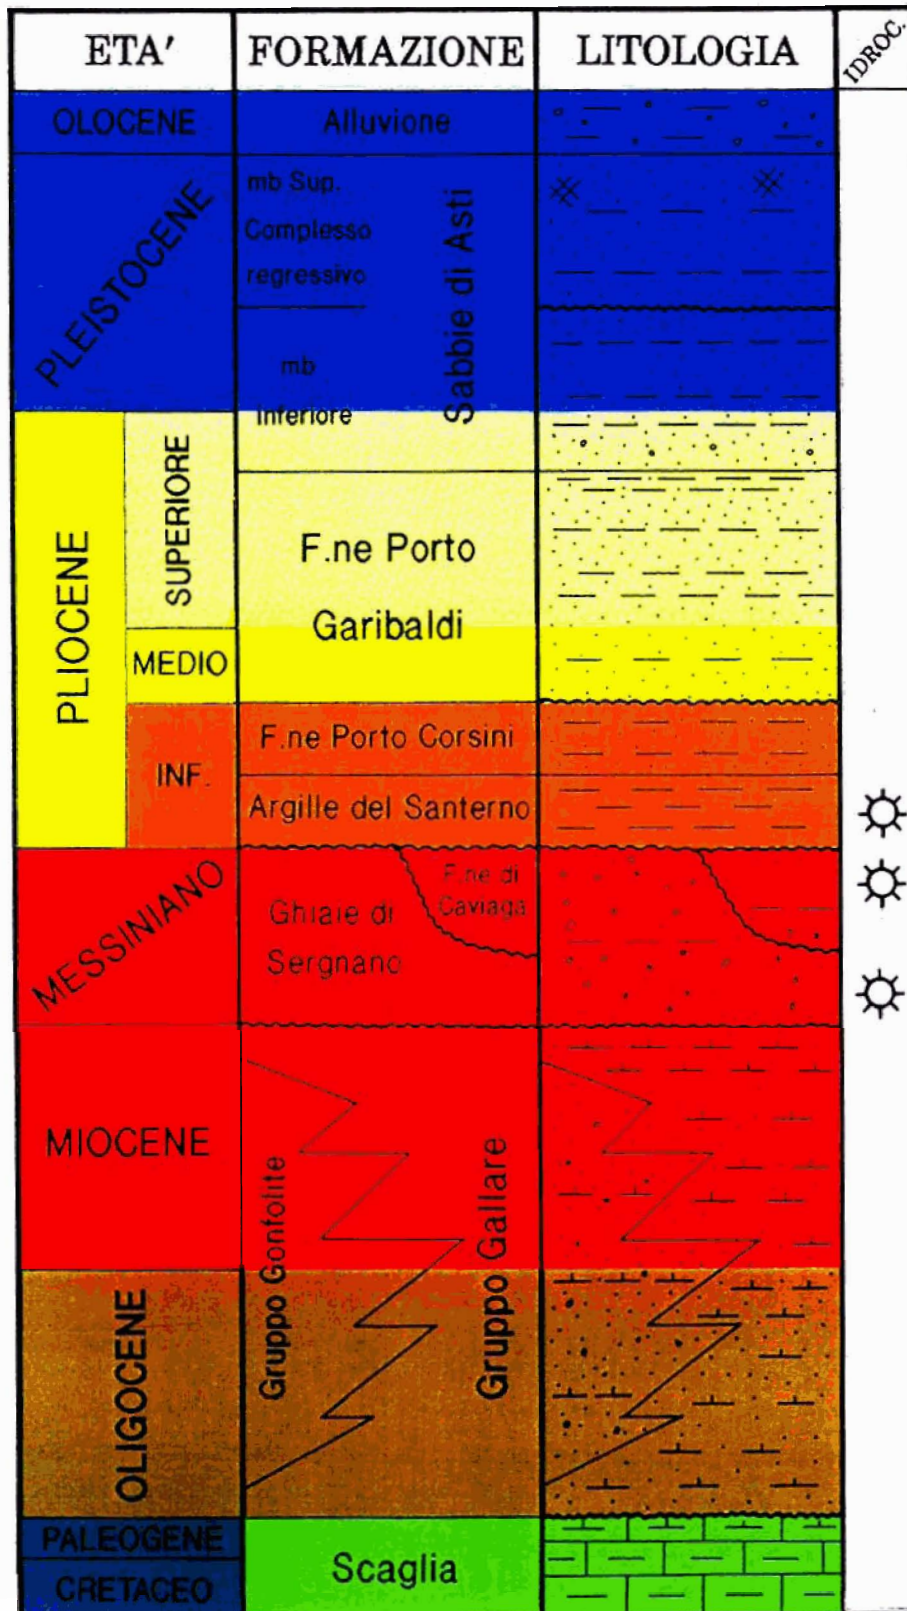 ETA'
FORMAZIONE
LITOLOGIA
IDROC.
OLOCENE
Alluvione
PLEISTOCENE
mb Sup.
Complesso
regressivo
mb
Inferiore
Sabbie di Asti
PLIOCENE
SUPERIORE
MEDIO
INF.
F.ne Porto
Garibaldi
F.ne Porto Corsini
Argille del Santerno
MESSINIANO
Ghiaie di
Sergnano
F.ne di
Caviaga
MIOCENE
OLIGOCENE
Gruppo Gonfolite
Gruppo Gallare
PALEOGENE
CRETACEO
Scaglia